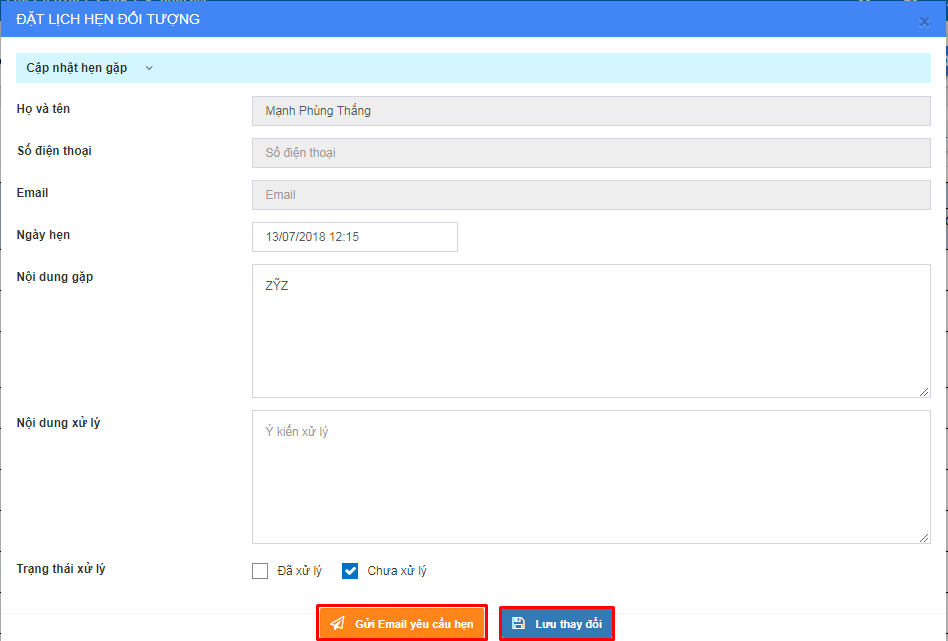 ĐẶT LỊCH HẸN ĐỐI TƯỢNG
Cập nhật hẹn gặp
Họ và tên
Mạnh Phùng Thắng
Số điện thoại
Số điện thoại
Email
Email
Ngày hẹn
13/07/2018 12:15
Nội dung gặp
ZỸZ
Nội dung xử lý
Ý kiến xử lý
Trạng thái xử lý
Đã xử lý
Chưa xử lý
Gửi Email yêu cầu hẹn
Lưu thay đổi